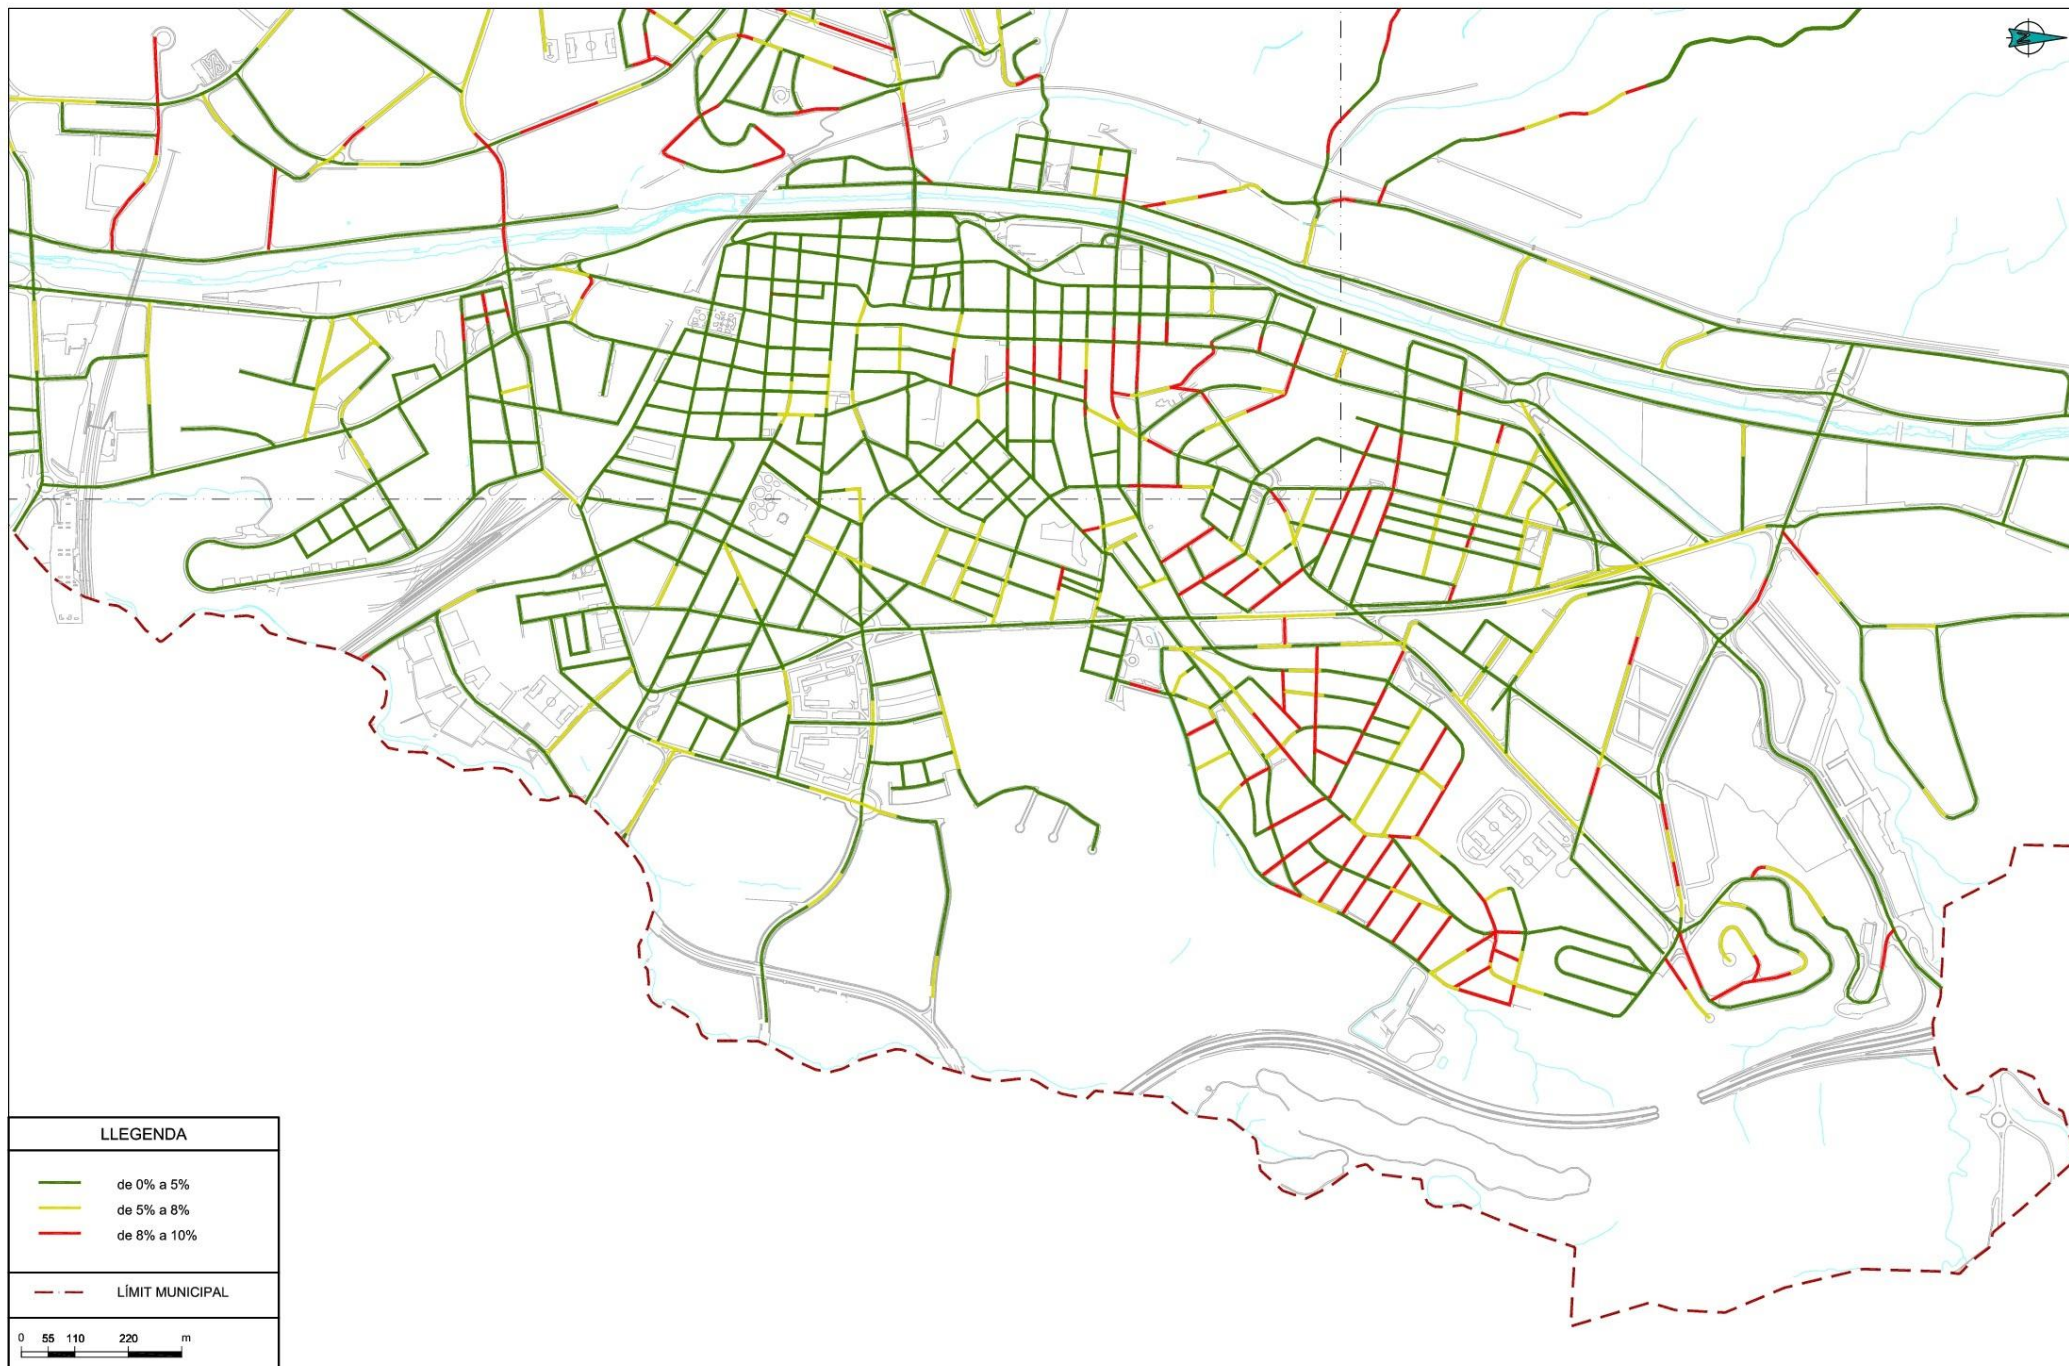 N
LLEGENDA
de 0% a 5%
de 5% a 8%
de 8% a 10%
LÍMIT MUNICIPAL
0 55 110 220 m